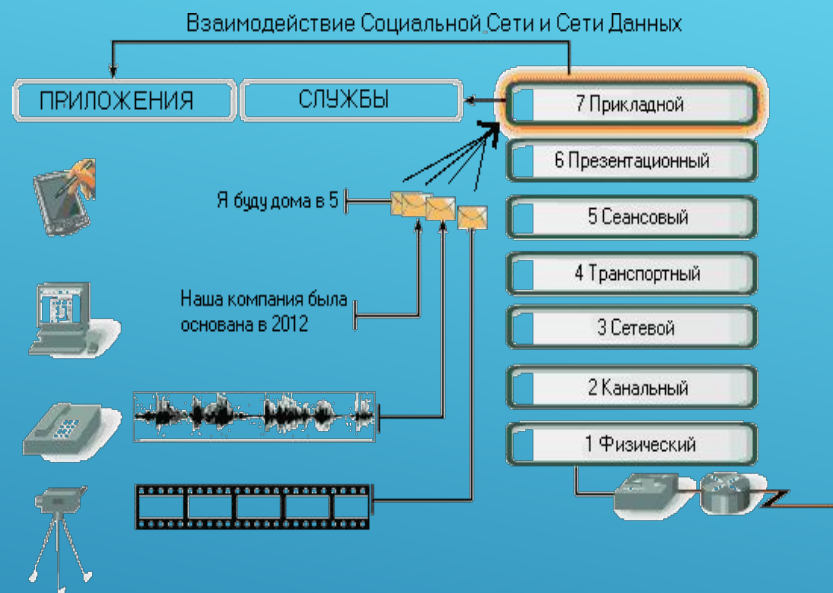 Взаимодействие Социальной Сети и Сети Данных
ПРИЛОЖЕНИЯ
СЛУЖБЫ
7 Прикладной
6 Презентационный
Я буду дома в 5
5 Сеансовый
4 Транспортный
Наша компания была
основана в 2012
3 Сетевой
2 Канальный
1 Физический